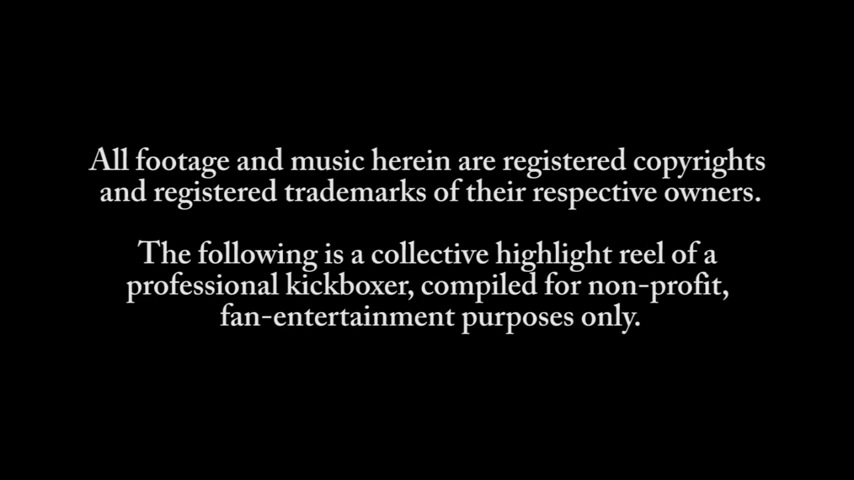 All footage and music herein are registered copyrights
and registered trademarks of their respective owners.
The following is a collective highlight reel of a
professional kickboxer, compiled for non-profit,
fan-entertainment purposes only.